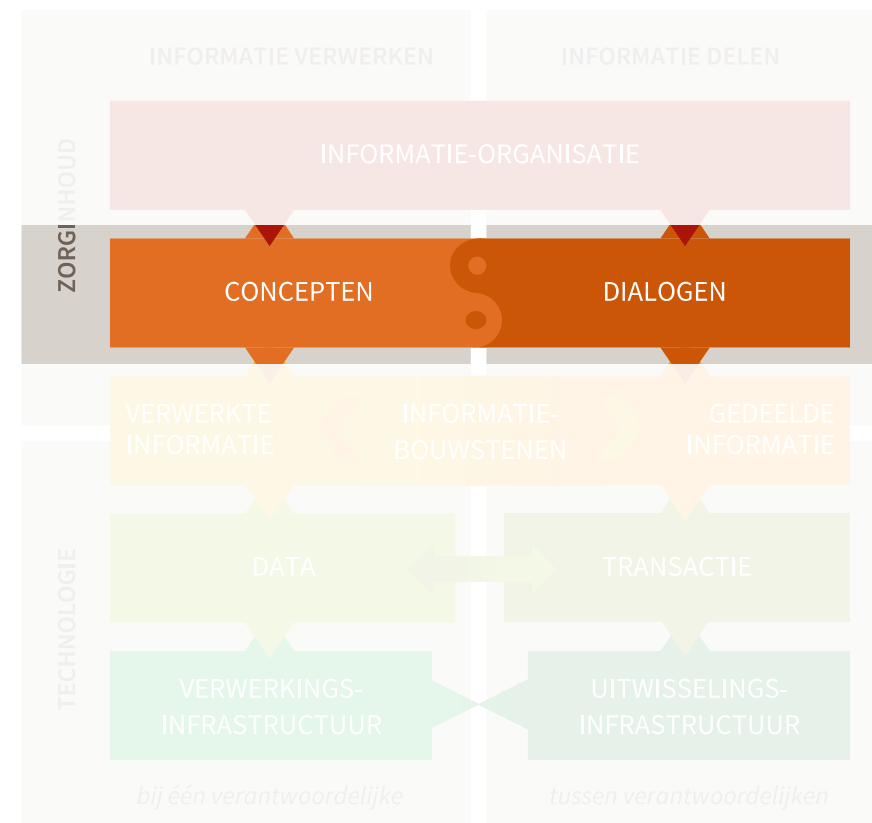 INFORMATIE VERWERKEN
INFORMATIE DELEN
ZORGINHOUD
INFORMATIE-ORGANISATIE
CONCEPTEN
DIALOGEN
VERWERKTE
INFORMATIE
INFORMATIE-
BOUWSTENEN
GEDEELDE
INFORMATIE
TECHNOLOGIE
DATA
TRANSACTIE
VERWERKINGS-
INFRASTRUCTUUR
UITWISSELINGS-
INFRASTRUCTUUR
bij één verantwoordelijke
tussen verantwoordelijken